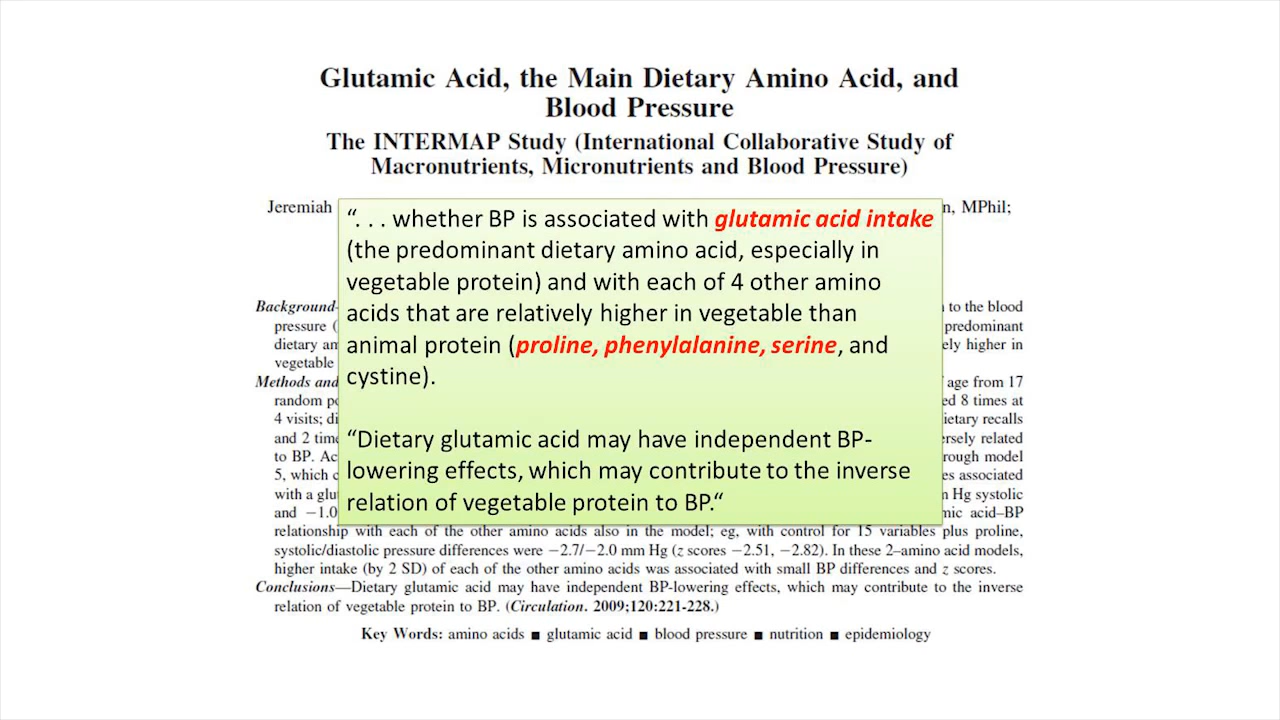 Glutamic Acid, the Main Dietary Amino Acid, and
Blood Pressure
The INTERMAP Study (International Collaborative Study of
Macronutrients, Micronutrients and Blood Pressure)
Jeremiah n, MPhil;
“. . . whether BP is associated with glutamic acid intake
(the predominant dietary amino acid, especially in
vegetable protein) and with each of 4 other amino
acids that are relatively higher in vegetable than
animal protein (proline, phenylalanine, serine, and
cystine).
“Dietary glutamic acid may have independent BP-
lowering effects, which may contribute to the inverse
relation of vegetable protein to BP.“
Background- to the blood
pressure ( predominant
dietary am ely higher in
vegetable
Methods and age from 17
random po ed 8 times at
4 visits; di ietary recalls
and 2 time ersely related
to BP. Ac rough model
5, which c es associated
with a glu n Hg systolic
and −1.0 mic acid–BP
relationship with each of the other amino acids also in the model; eg, with control for 15 variables plus proline,
systolic/diastolic pressure differences were −2.7/−2.0 mm Hg (z scores −2.51, −2.82). In these 2–amino acid models,
higher intake (by 2 SD) of each of the other amino acids was associated with small BP differences and z scores.
Conclusions—Dietary glutamic acid may have independent BP-lowering effects, which may contribute to the inverse
relation of vegetable protein to BP. (Circulation. 2009;120:221-228.)
Key Words: amino acids ■ glutamic acid ■ blood pressure ■ nutrition ■ epidemiology